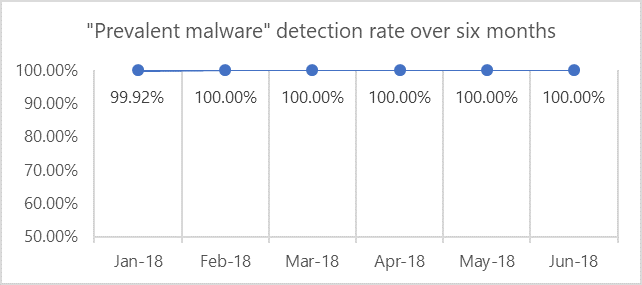 "Prevalent malware" detection rate over six months
100.00%
99.92% 100.00% 100.00% 100.00% 100.00% 100.00%
90.00%
80.00%
70.00%
60.00%
50.00%
Jan-18 Feb-18 Mar-18 Apr-18 May-18 Jun-18